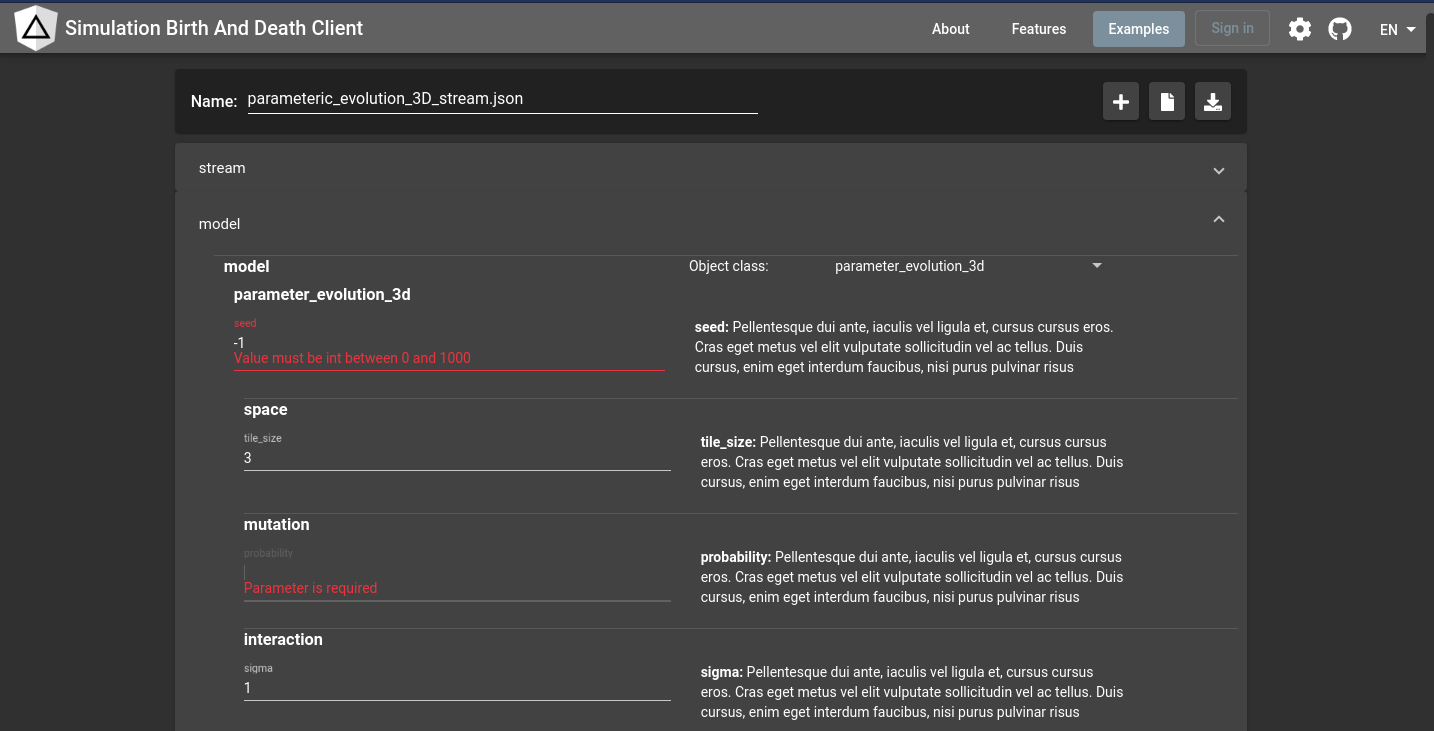 Simulation Birth And Death Client
About
Features
Examples
Sign in
EN
Name: parameteric_evolution_3D_stream.json
stream
model
model
Object class: parameter_evolution_3d
parameter_evolution_3d
seed
-1
Value must be int between 0 and 1000
seed: Pellentesque dui ante, iaculis vel ligula et, cursus cursus eros.
Cras eget metus vel elit vulputate sollicitudin vel ac tellus. Duis
cursus, enim eget interdum faucibus, nisi purus pulvinar risus
space
tile_size
3
tile_size: Pellentesque dui ante, iaculis vel ligula et, cursus cursus
eros. Cras eget metus vel elit vulputate sollicitudin vel ac tellus. Duis
cursus, enim eget interdum faucibus, nisi purus pulvinar risus
mutation
probability
Parameter is required
probability: Pellentesque dui ante, iaculis vel ligula et, cursus cursus
eros. Cras eget metus vel elit vulputate sollicitudin vel ac tellus. Duis
cursus, enim eget interdum faucibus, nisi purus pulvinar risus
interaction
sigma
1
sigma: Pellentesque dui ante, iaculis vel ligula et, cursus cursus
eros. Cras eget metus vel elit vulputate sollicitudin vel ac tellus. Duis
cursus, enim eget interdum faucibus, nisi purus pulvinar risus